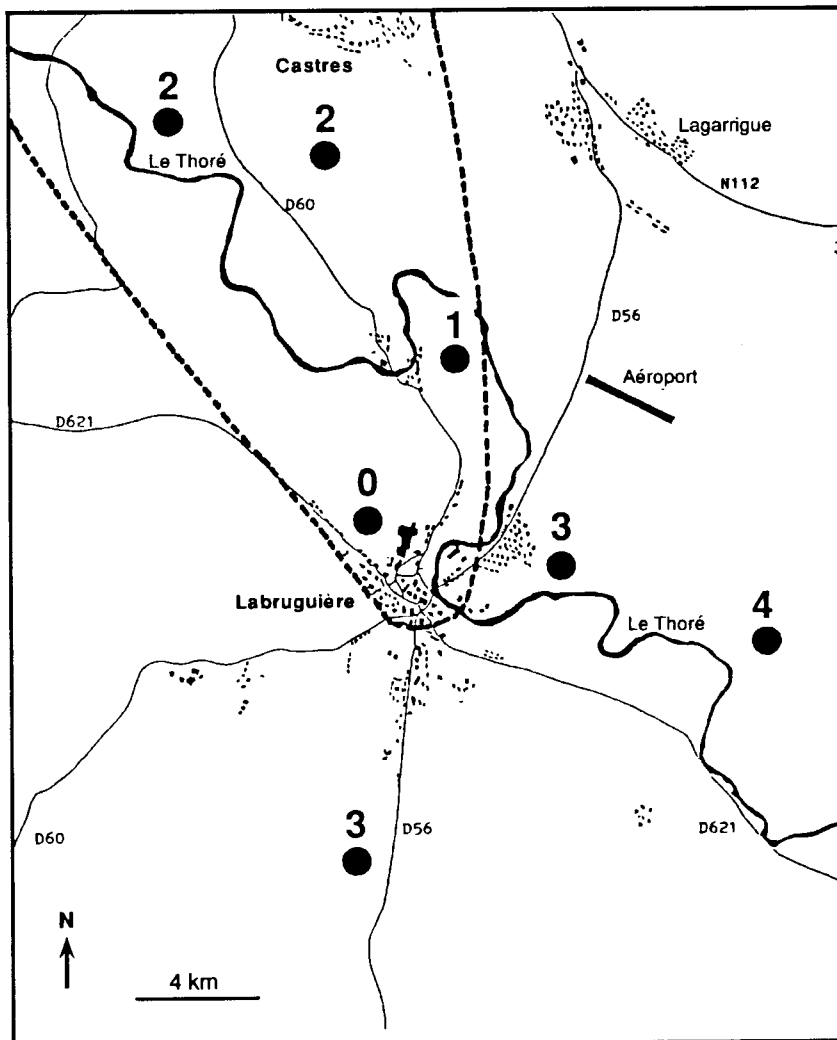 Castres
2
2
Lagarrigue
Le Thoré
N112
D60
1
D56
Aéroport
D621
0
3
Labruguière
Le Thoré
4
3
D56
D621
D60
N
4 km